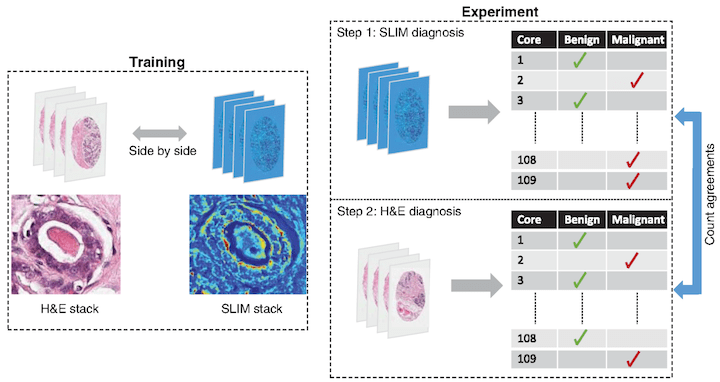 Training
Side by side
H&E stack
SLIM stack
Experiment
Step 1: SLIM diagnosis
Core Benign Malignant
1 ✓
2 ✓
3 ✓
108 ✓
109 ✓
Step 2: H&E diagnosis
Core Benign Malignant
1 ✓
2 ✓
3 ✓
108 ✓
109 ✓
Count agreements